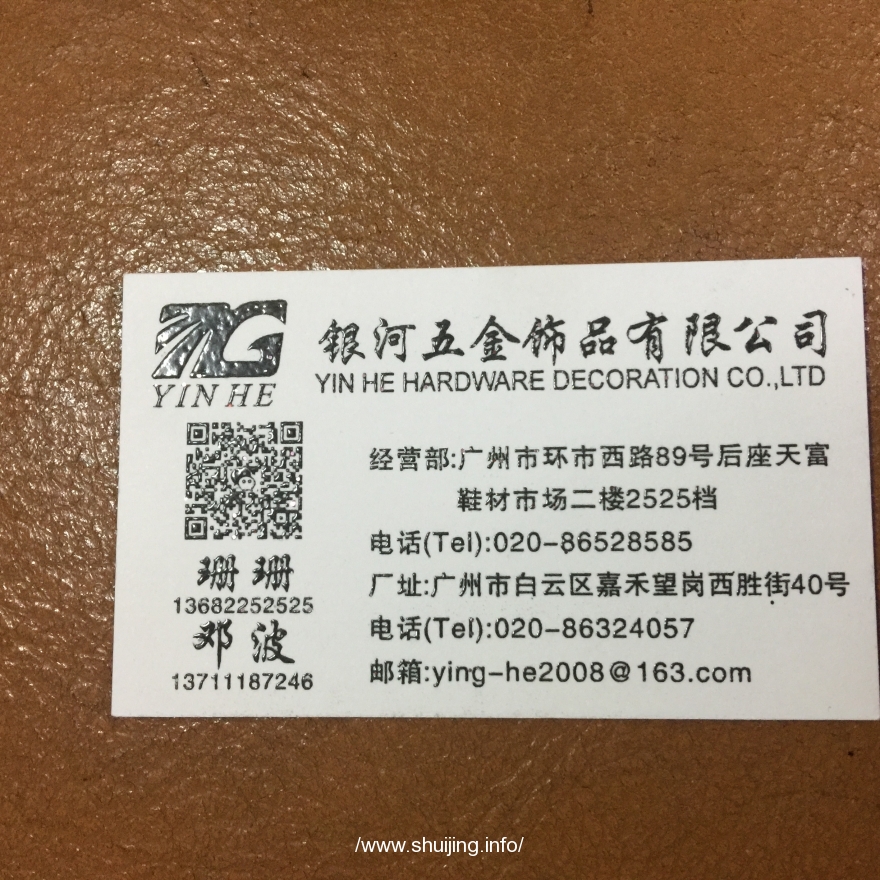 银河五金饰品有限公司
YIN HE
YIN HE HARDWARE DECORATION CO.,LTD
经营部:广州市环市西路89号后座天富
鞋材市场二楼2525档
电话(Tel):020-86528585
珊珊
13682252525
厂址:广州市白云区嘉禾望岗西胜街40号
邓波
13711187246
电话(Tel):020-86324057
邮箱:ying-he2008@163.com
/www.shuijing.info/